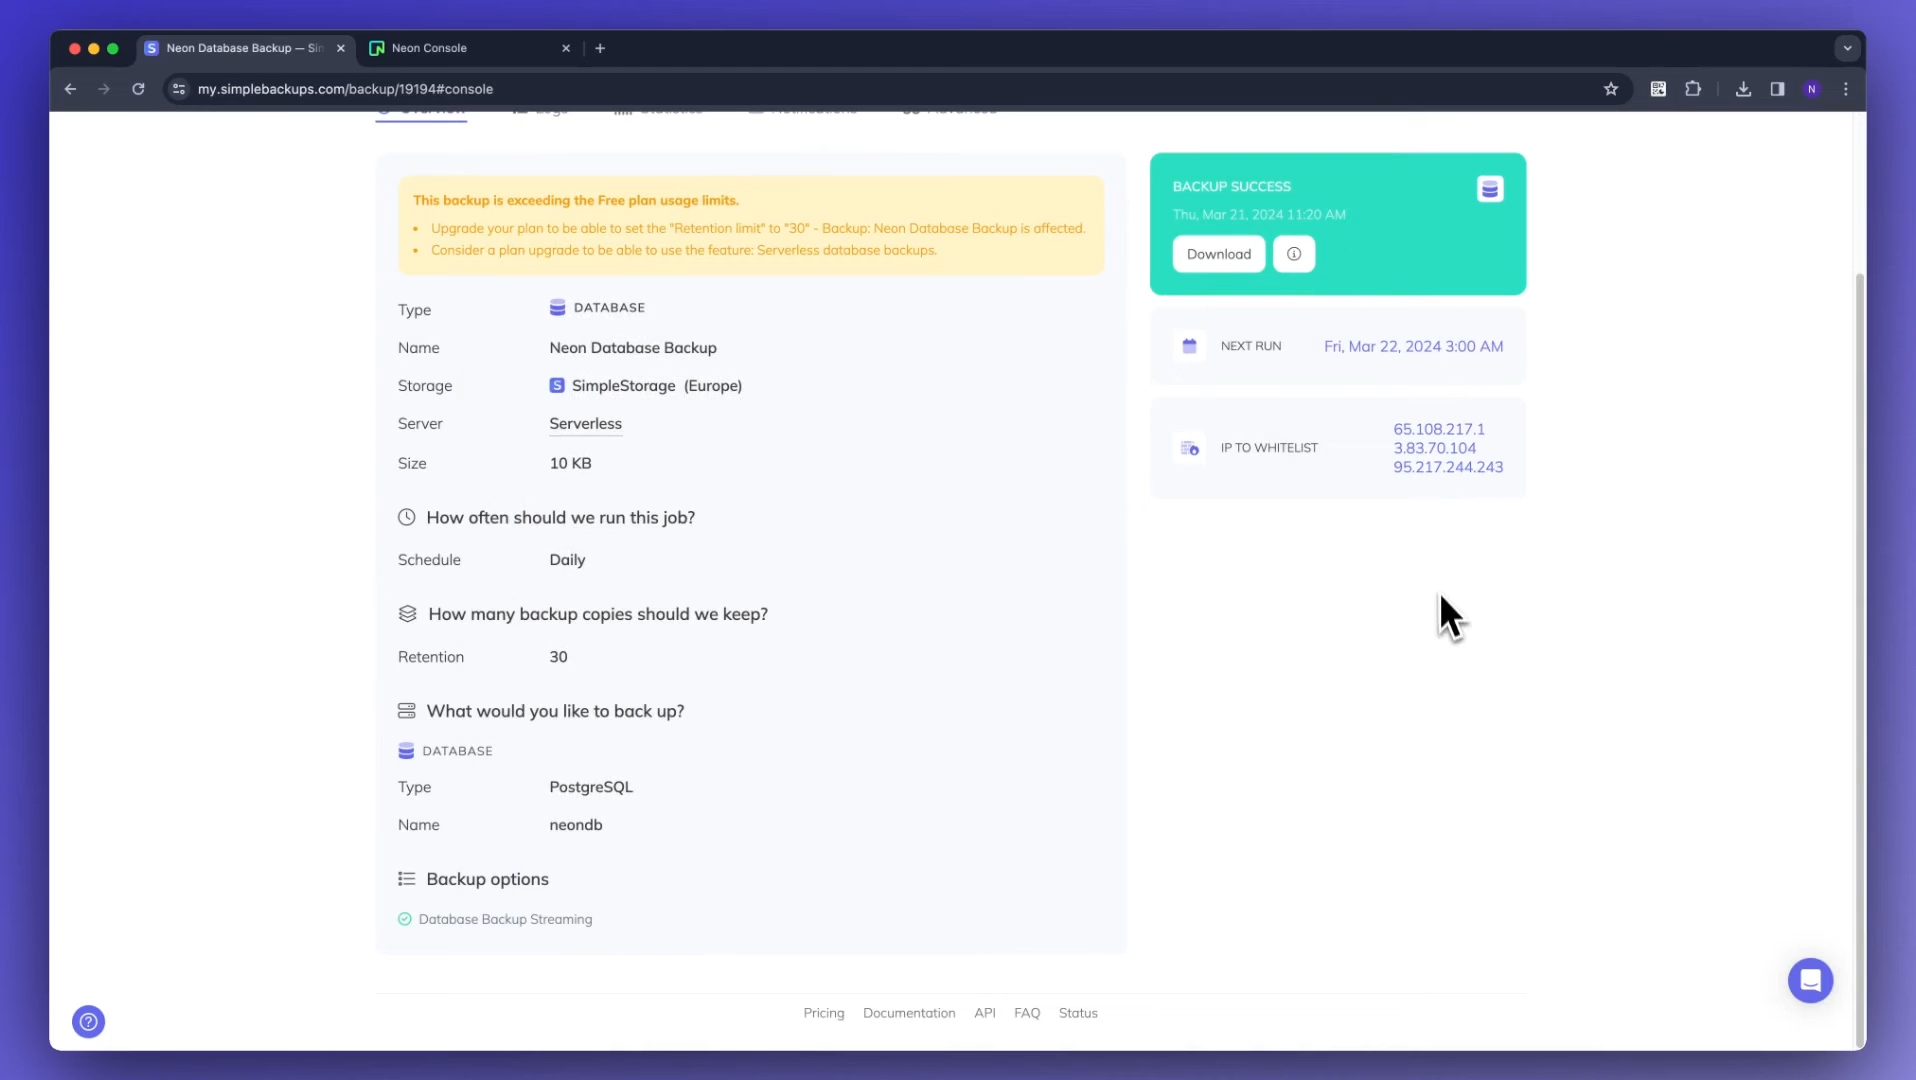 Neon Database Backup — Sin
Neon Console
my.simplebackups.com/backup/19194#console
N
Overview Logs Statistics Notifications Advanced
This backup is exceeding the Free plan usage limits.
• Upgrade your plan to be able to set the "Retention limit" to "30" - Backup: Neon Database Backup is affected.
• Consider a plan upgrade to be able to use the feature: Serverless database backups.
Type DATABASE
Name Neon Database Backup
Storage S SimpleStorage (Europe)
Server Serverless
Size 10 KB
How often should we run this job?
Schedule Daily
How many backup copies should we keep?
Retention 30
What would you like to back up?
DATABASE
Type PostgreSQL
Name neondb
Backup options
Database Backup Streaming
BACKUP SUCCESS
Thu, Mar 21, 2024 11:20 AM
Download
NEXT RUN Fri, Mar 22, 2024 3:00 AM
IP TO WHITELIST
65.108.217.1
3.83.70.104
95.217.244.243
Pricing Documentation API FAQ Status